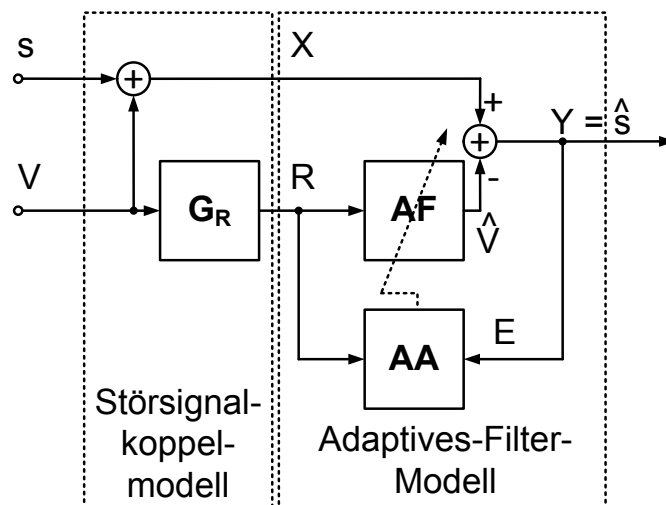 s
X
+
+
+
Y = ŝ
-
V
G_R
R
AF
V̂
AA
E
Störsignal-
koppel-
modell
Adaptives-Filter-
Modell